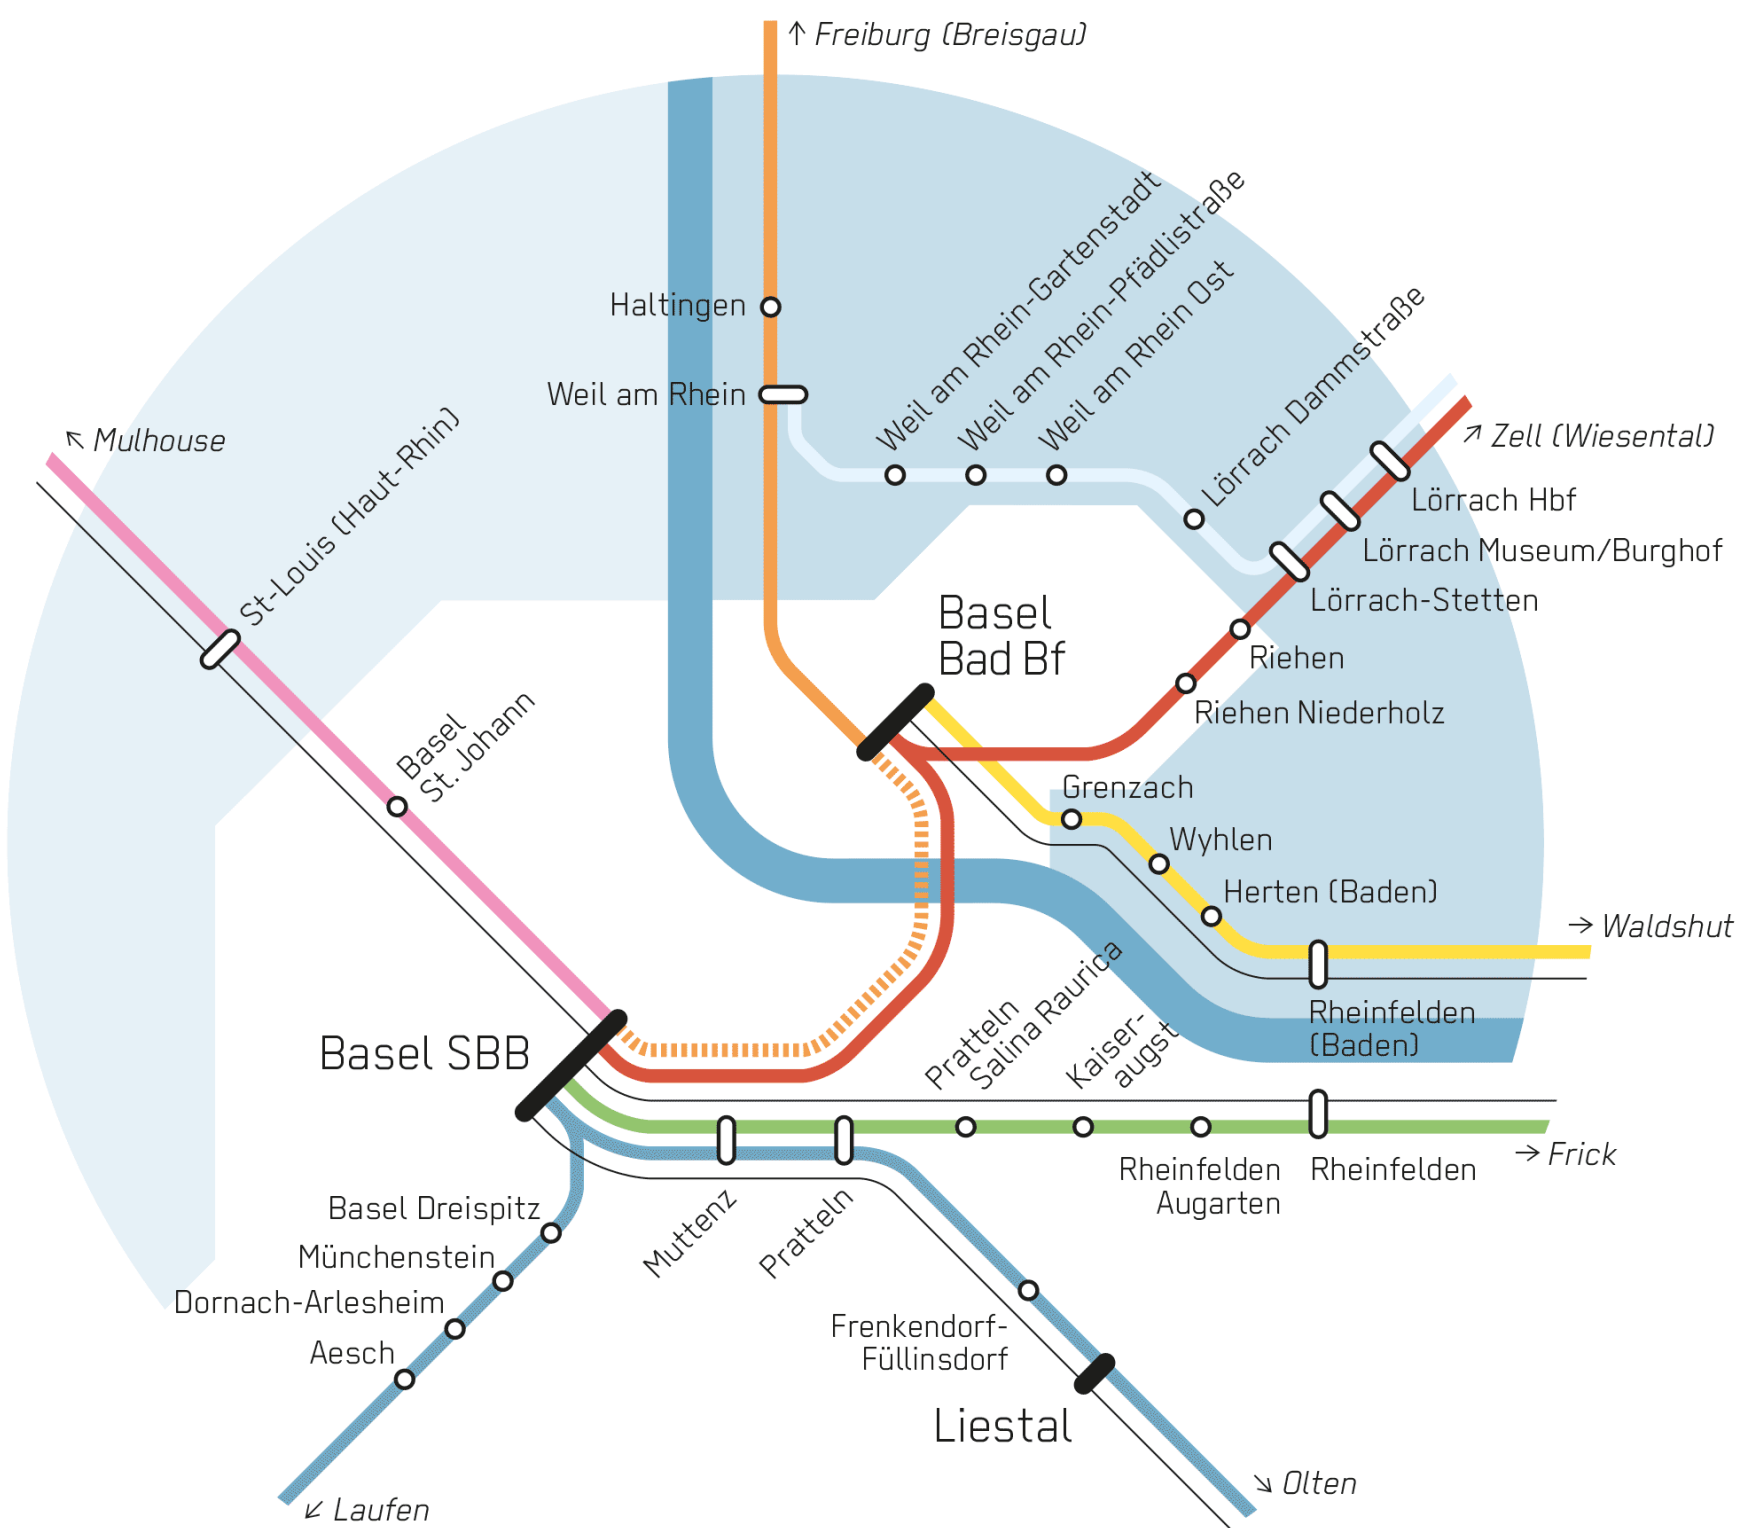 ↑ Freiburg (Breisgau)
Weil am Rhein-Gartenstadt
Weil am Rhein-Pfädlistraße
Weil am Rhein Ost
Lörrach Dammstraße
Haltingen
Weil am Rhein
↖ Mulhouse
St-Louis (Haut-Rhin)
↗ Zell (Wiesental)
Lörrach Hbf
Lörrach Museum/Burghof
Lörrach-Stetten
Basel
Bad Bf
Riehen
Riehen Niederholz
Basel
St. Johann
Grenzach
Wyhlen
Herten (Baden)
→ Waldshut
Rheinfelden
(Baden)
Basel SBB
Pratteln
Salina Raurica
Kaiser-
augst
→ Frick
Rheinfelden
Augarten
Rheinfelden
Muttenz
Pratteln
Basel Dreispitz
Münchenstein
Dornach-Arlesheim
Aesch
Frenkendorf-
Füllinsdorf
Liestal
↘ Olten
↙ Laufen